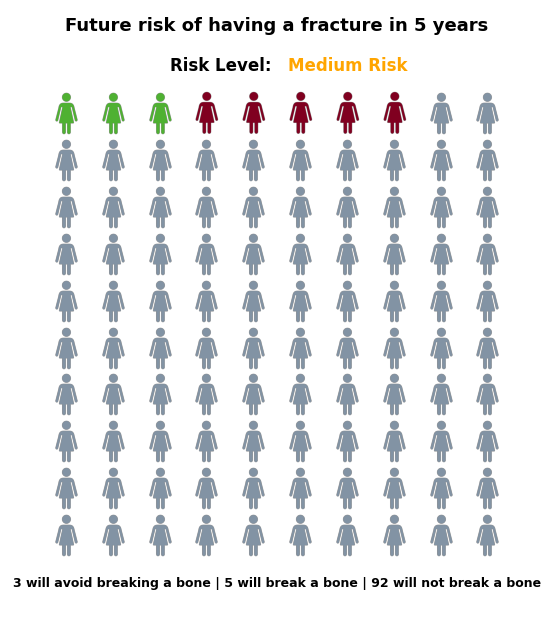 Future risk of having a fracture in 5 years
Risk Level: Medium Risk
3 will avoid breaking a bone | 5 will break a bone | 92 will not break a bone